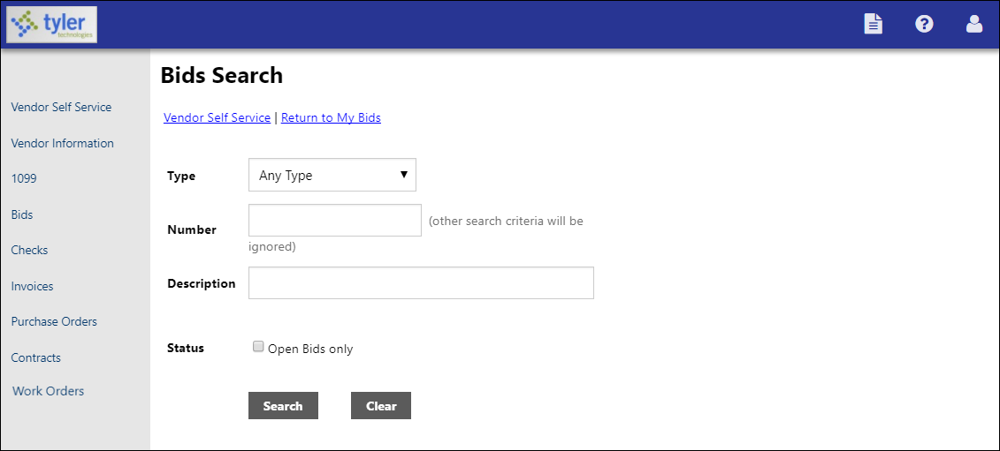 tyler
technologies
Bids Search
Vendor Self Service | Return to My Bids
Vendor Self Service
Vendor Information
1099
Bids
Checks
Invoices
Purchase Orders
Contracts
Work Orders
Type Any Type
Number (other search criteria will be
ignored)
Description
Status Open Bids only
Search Clear